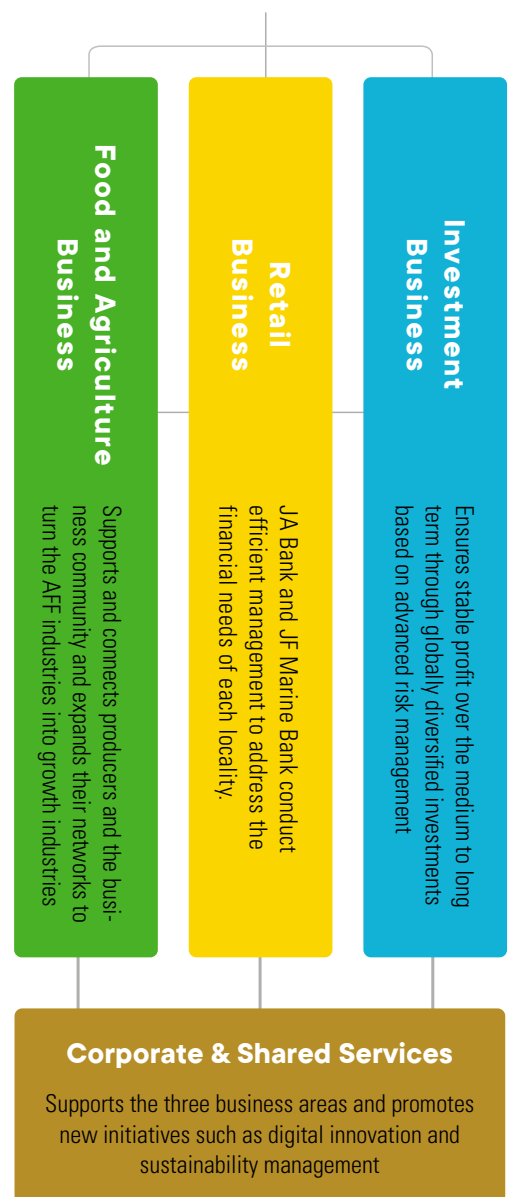 Food and Agriculture
Business
Supports and connects producers and the busi-
ness community and expands their networks to
turn the AFF industries into growth industries
Retail
Business
JA Bank and JF Marine Bank conduct
efficient management to address the
financial needs of each locality.
Investment
Business
Ensures stable profit over the medium to long
term through globally diversified investments
based on advanced risk management
Corporate & Shared Services
Supports the three business areas and promotes
new initiatives such as digital innovation and
sustainability management